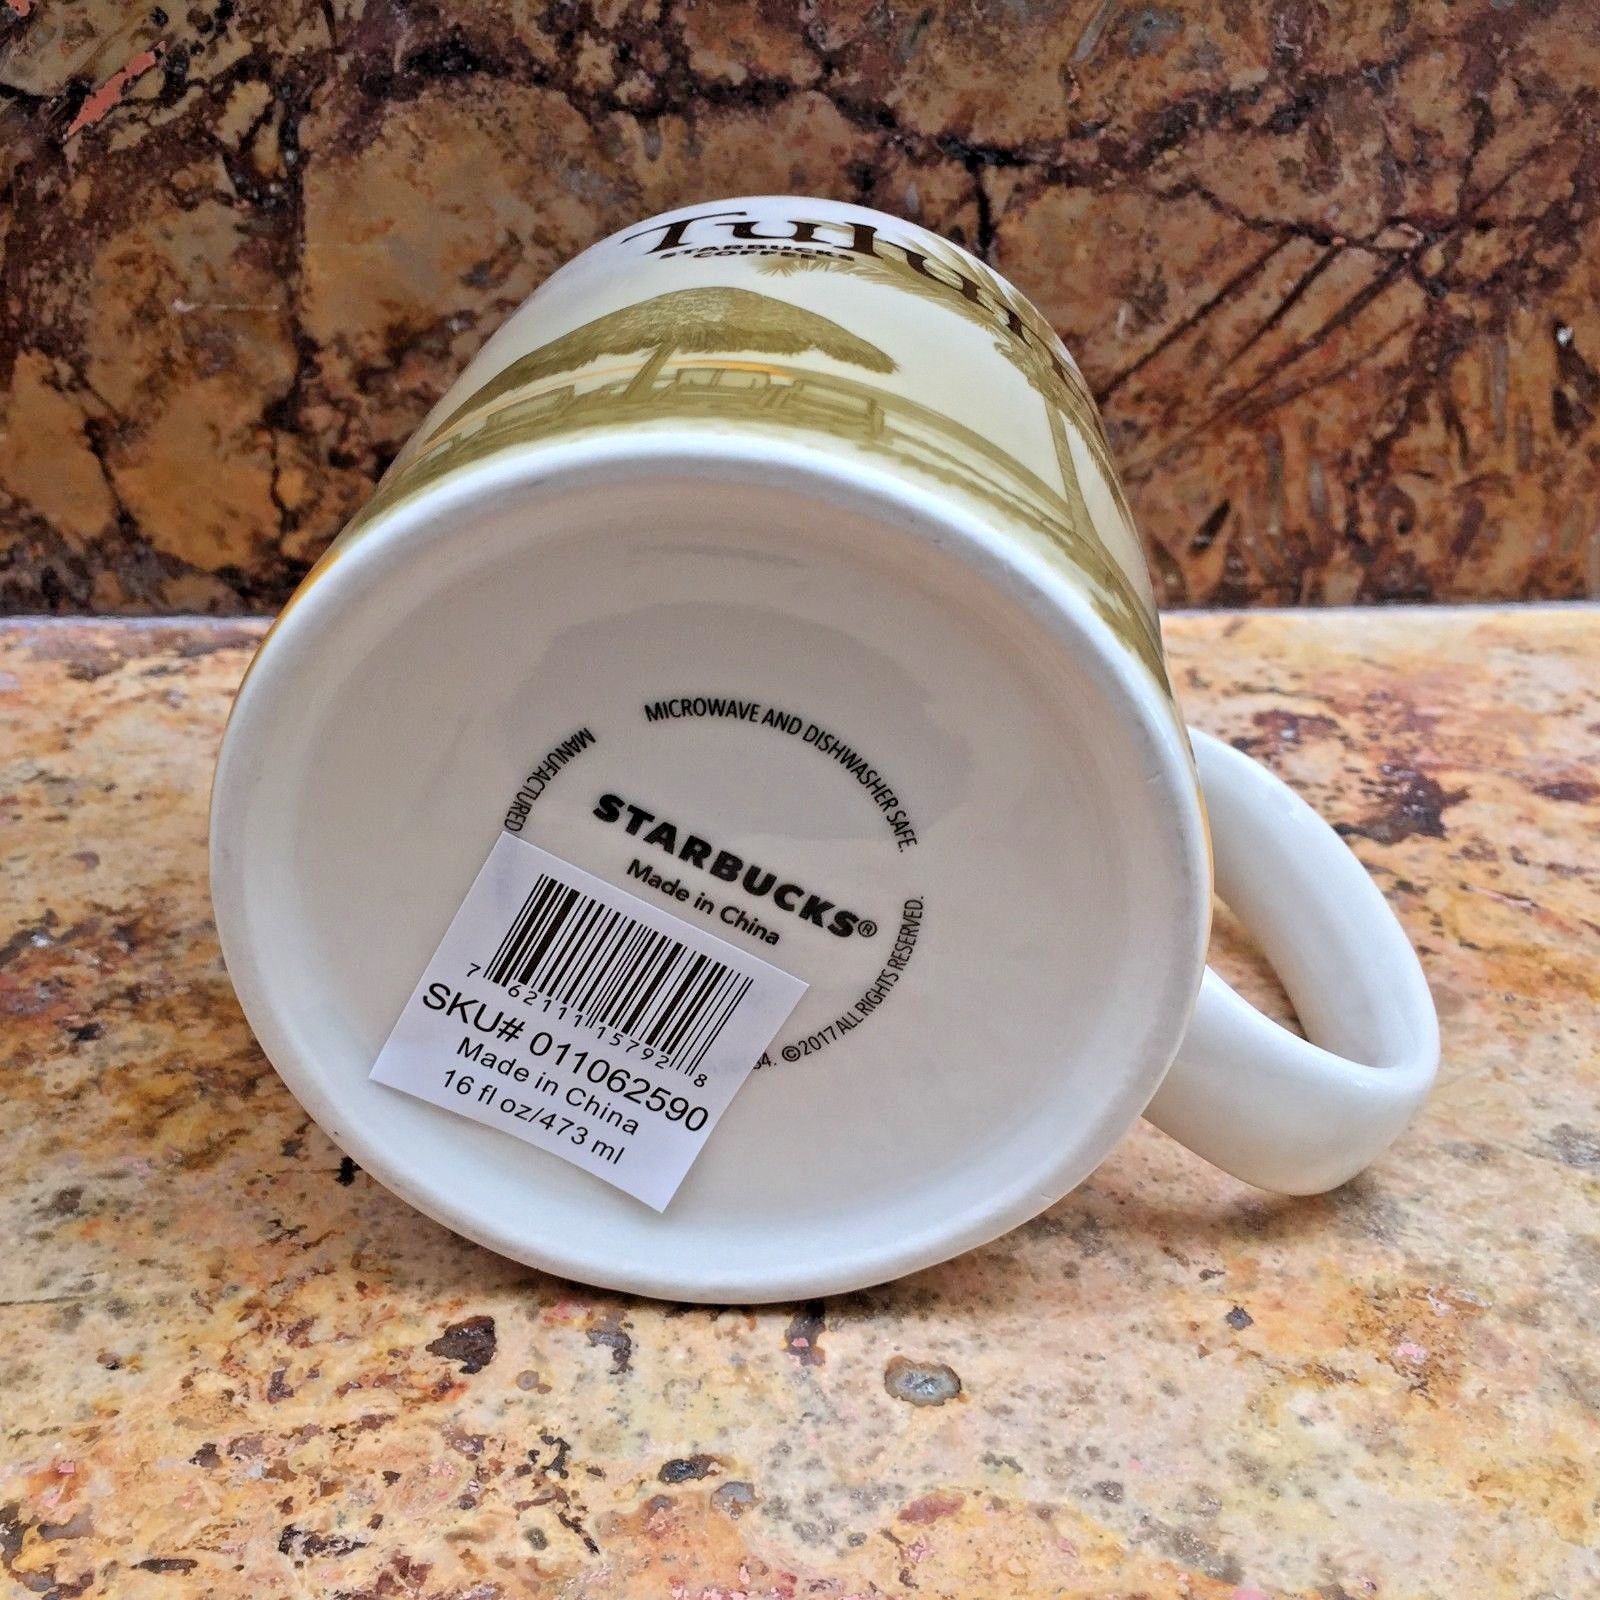 Tulum
STARBUCKS
COFFEE
MICROWAVE AND DISHWASHER SAFE.
MANUFACTURED
STARBUCKS®
Made in China
©2017 ALL RIGHTS RESERVED.
7 62111 15792 8
SKU# 011062590
Made in China
16 fl oz/473 ml